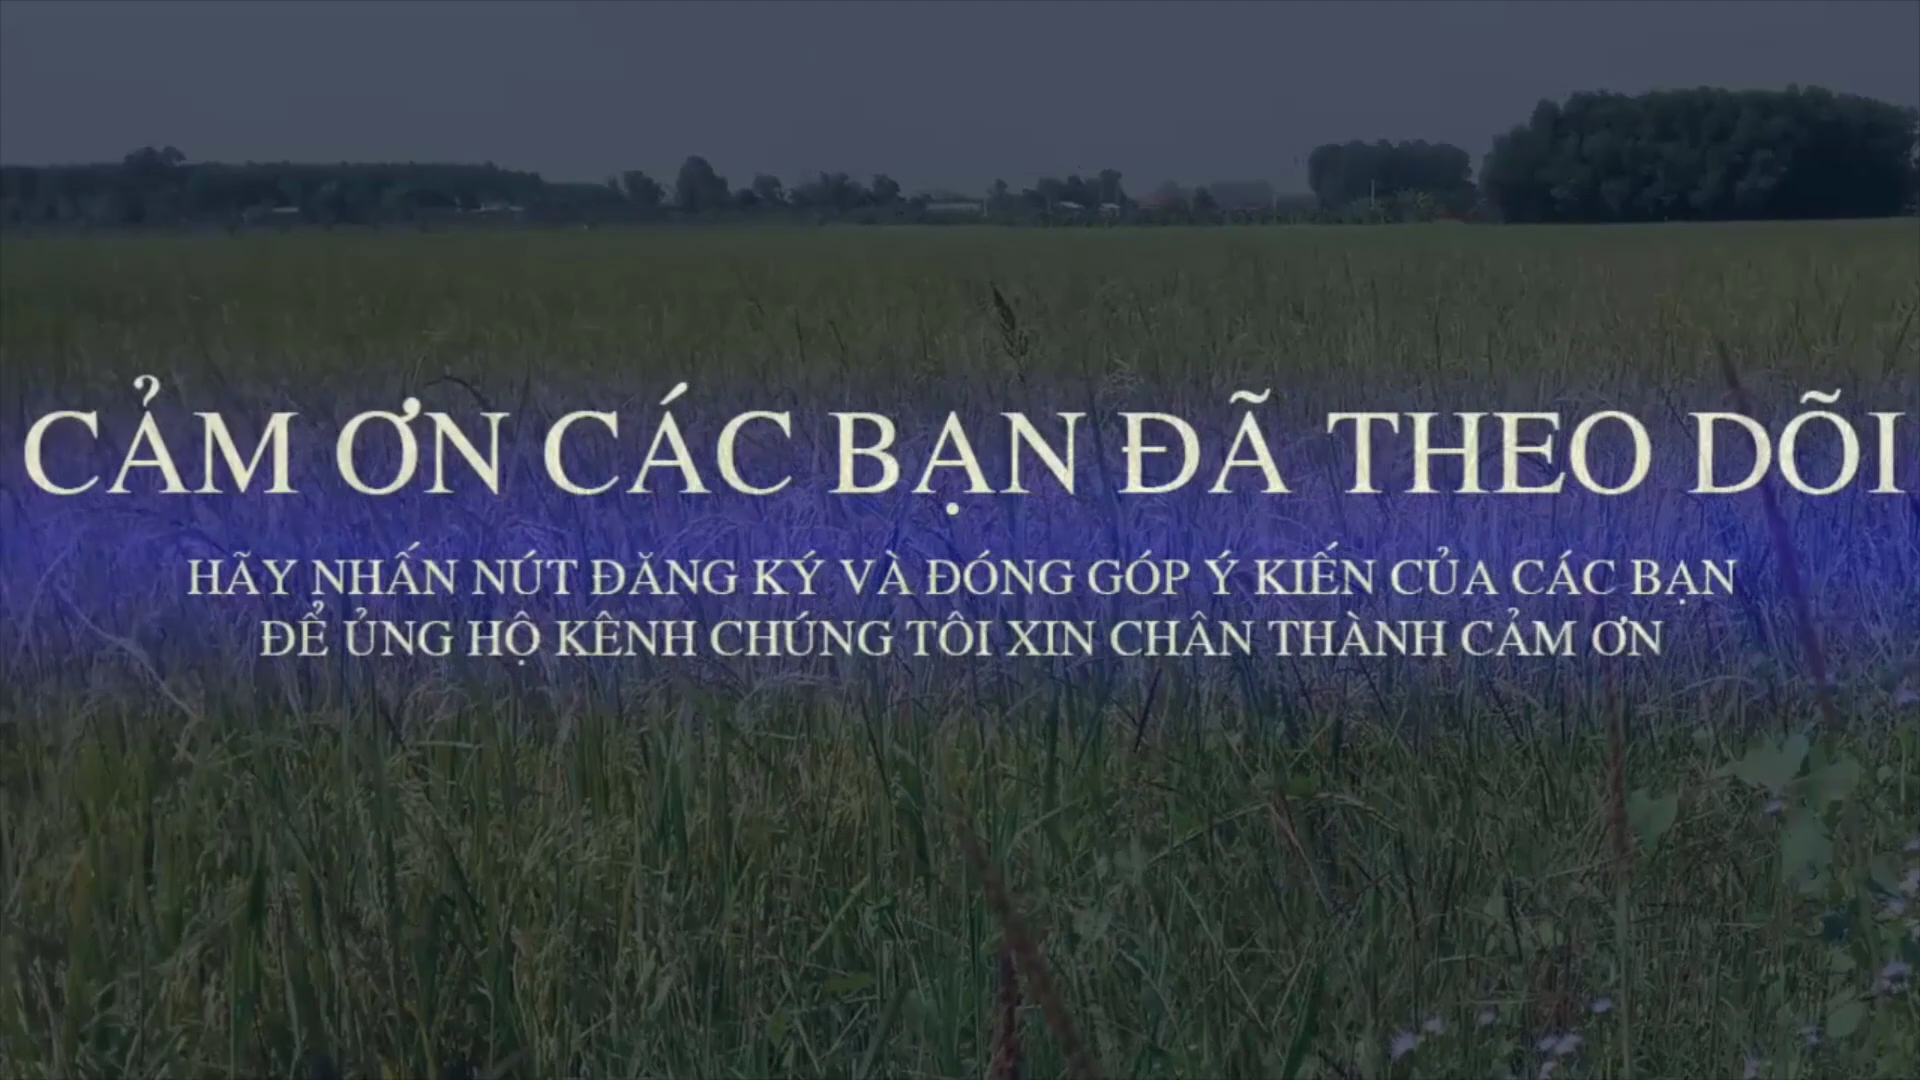 CẢM ƠN CÁC BẠN ĐÃ THEO DÕI
HÃY NHẤN NÚT ĐĂNG KÝ VÀ ĐÓNG GÓP Ý KIẾN CỦA CÁC BẠN
ĐỂ ỦNG HỘ KÊNH CHÚNG TÔI XIN CHÂN THÀNH CẢM ƠN